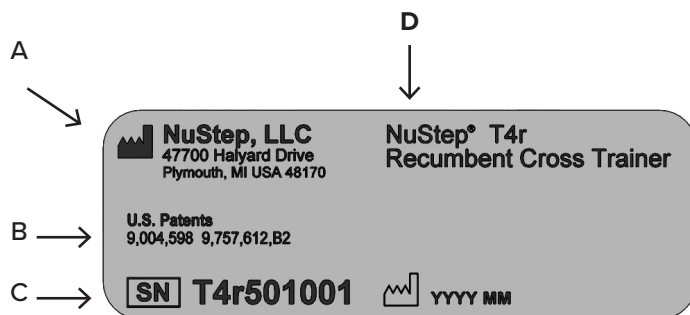 A
D
NuStep, LLC
47700 Halyard Drive
Plymouth, MI USA 48170
NuStep® T4r
Recumbent Cross Trainer
B
U.S. Patents
9,004,598 9,757,612,B2
C
SN T4r501001
YYYY MM